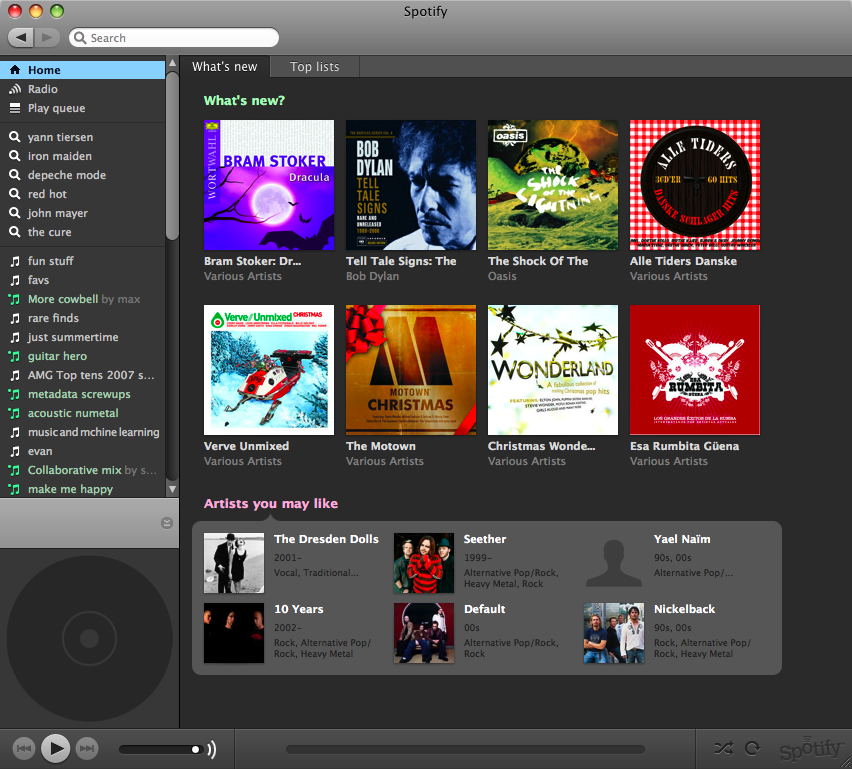 Spotify
Search
Home
Radio
Play queue
yann tiersen
iron maiden
depeche mode
red hot
john mayer
the cure
fun stuff
favs
More cowbell by max
rare finds
just summertime
guitar hero
AMG Top tens 2007 s...
metadata screwups
acoustic numetal
music and mchine learning
evan
Collaborative mix by s...
make me happy
What's new
Top lists
What's new?
WORTWAHL
BRAM STOKER
Dracula
BOB
DYLAN
TELL
TALE
SIGNS
RARE AND
UNRELEASED
1989-2006
oasis
THE
SHOCK
OF THE
LIGHTNING
ALLE TIDERS
3CD'ER
60 HITS
DANSKE SCHLAGER HITS
Bram Stoker: Dr...
Various Artists
Tell Tale Signs: The
Bob Dylan
The Shock Of The
Oasis
Alle Tiders Danske
Various Artists
Verve//Unmixed CHRISTMAS
MOTOWN
CHRISTMAS
WONDERLAND
A fabulous collection of
amazing Christmas pop hits
FEATURING:
ESA
RUMBITA
GÜENA
LOS GRANDES ÉXITOS DE LA RUMBA
Verve Unmixed
Various Artists
The Motown
Various Artists
Christmas Wonde...
Various Artists
Esa Rumbita Güena
Various Artists
Artists you may like
The Dresden Dolls
2001-
Vocal, Traditional...
Seether
1999-
Alternative Pop/Rock,
Heavy Metal, Rock
Yael Naïm
90s, 00s
Alternative Pop/...
10 Years
2002-
Rock, Alternative Pop/
Rock, Heavy Metal
Default
00s
Alternative Pop/Rock,
Rock
Nickelback
90s, 00s
Rock, Alternative Pop/
Rock, Heavy Metal
Spotify